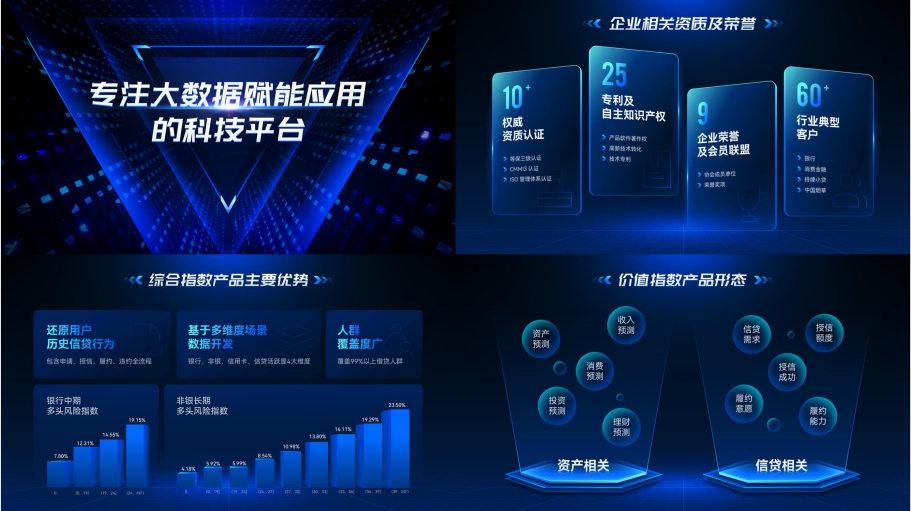 专注大数据赋能应用
的科技平台
企业相关资质及荣誉
10+
权威
资质认证
等保三级认证
CMMI3 认证
ISO 管理体系认证
25
专利及
自主知识产权
产品软件著作权
高新技术转化
技术专利
9
企业荣誉
及会员联盟
协会成员单位
荣誉奖项
60+
行业典型
客户
银行
消费金融
持牌小贷
中国烟草
综合指数产品主要优势
还原用户
历史信贷行为
包含申请、授信、履约、违约全流程
基于多维度场景
数据开发
银行、非银、信用卡、信贷活跃度4大维度
人群
覆盖度广
覆盖99%以上借贷人群
银行中期
多头风险指数
7.80%
12.31%
14.55%
19.15%
0
非银长期
多头风险指数
4.18%
5.92%
5.99%
8.54%
10.98%
13.80%
16.11%
19.29%
23.50%
0
价值指数产品形态
资产
预测
收入
预测
消费
预测
投资
预测
理财
预测
资产相关
信贷
需求
授信
额度
授信
成功
履约
意愿
履约
能力
信贷相关